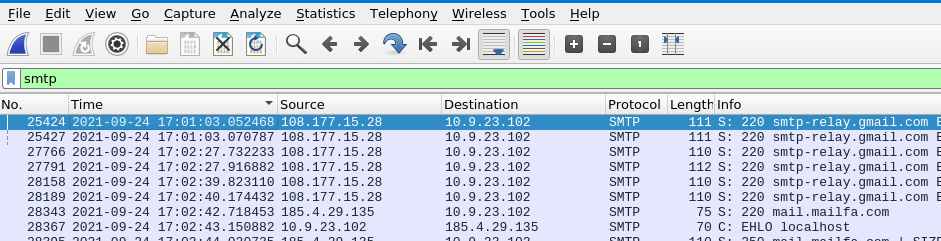 File Edit View Go Capture Analyze Statistics Telephony Wireless Tools Help
smtp
No. Time Source Destination Protocol Length Info
25424 2021-09-24 17:01:03.052468 108.177.15.28 10.9.23.102 SMTP 111 S: 220 smtp-relay.gmail.com E
25427 2021-09-24 17:01:03.070787 108.177.15.28 10.9.23.102 SMTP 111 S: 220 smtp-relay.gmail.com E
27766 2021-09-24 17:02:27.732233 108.177.15.28 10.9.23.102 SMTP 110 S: 220 smtp-relay.gmail.com E
27791 2021-09-24 17:02:27.916882 108.177.15.28 10.9.23.102 SMTP 112 S: 220 smtp-relay.gmail.com E
28158 2021-09-24 17:02:39.823110 108.177.15.28 10.9.23.102 SMTP 110 S: 220 smtp-relay.gmail.com E
28189 2021-09-24 17:02:40.174432 108.177.15.28 10.9.23.102 SMTP 110 S: 220 smtp-relay.gmail.com E
28343 2021-09-24 17:02:42.718453 185.4.29.135 10.9.23.102 SMTP 75 S: 220 mail.mailfa.com
28367 2021-09-24 17:02:43.150882 10.9.23.102 185.4.29.135 SMTP 70 C: EHLO localhost